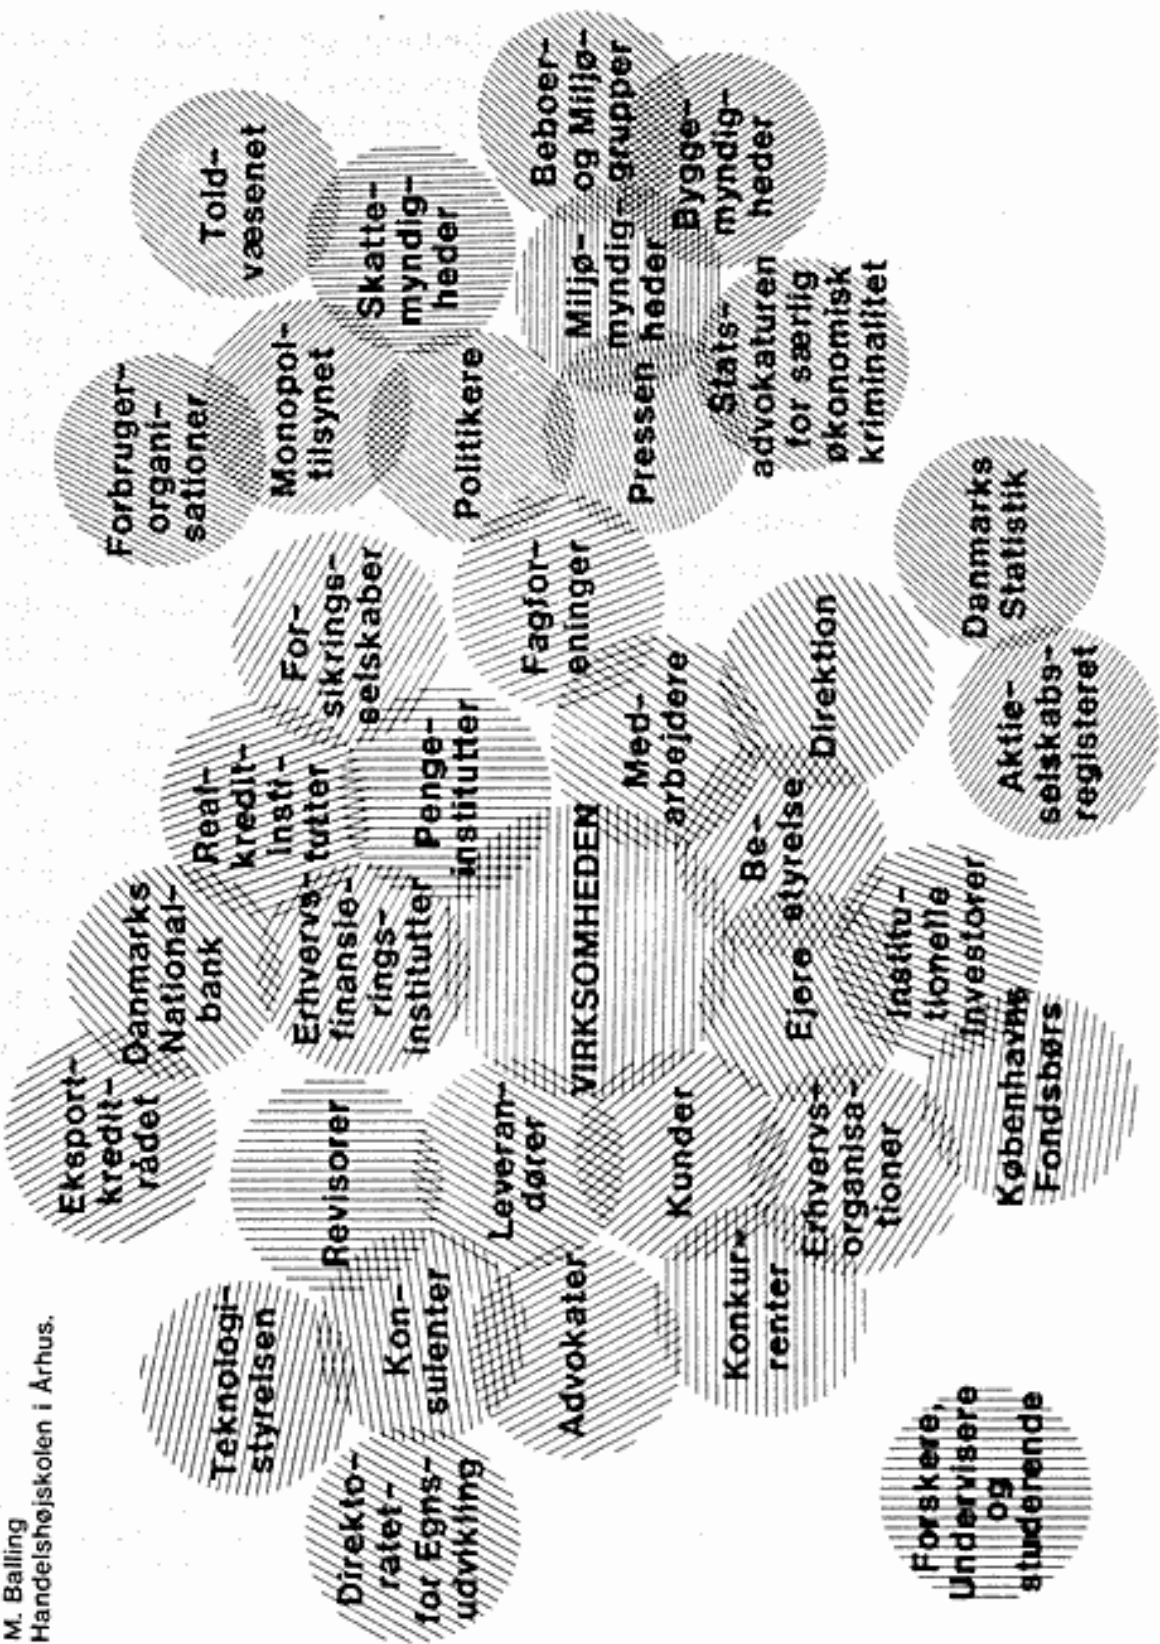 M. Balling
Handelshøjskolen i Århus.
Eksport-
kredit-
rådet
Danmarks
National-
bank
Forbruger-
organi-
sationer
Told-
væsenet
Teknologi-
styrelsen
Revisorer
Erhvervs-
finansie-
rings-
institutter
Real-
kredit-
insti-
tutter
For-
sikrings-
selskaber
Monopol-
tilsynet
Skatte-
myndig-
heder
Direkto-
ratet-
for Egns-
udvikling
Kon-
sulenter
Leveran-
dører
Penge-
institutter
Fagfor-
eninger
Politikere
Beboer-
og Miljø-
grupper
Advokater
VIRKSOMHEDEN
Med-
arbejdere
Pressen
Miljø-
myndig-
heder
Bygge-
myndig-
heder
Konkur-
renter
Kunder
Ejere
Be-
styrelse
Direktion
Stats-
advokaturen
for særlig
økonomisk
kriminalitet
Erhvervs-
organisa-
tioner
Institu-
tionelle
investorer
Københavns
Fondsbørs
Aktie-
selskabs-
registeret
Danmarks
Statistik
Forskere,
Undervisere
og
studerende